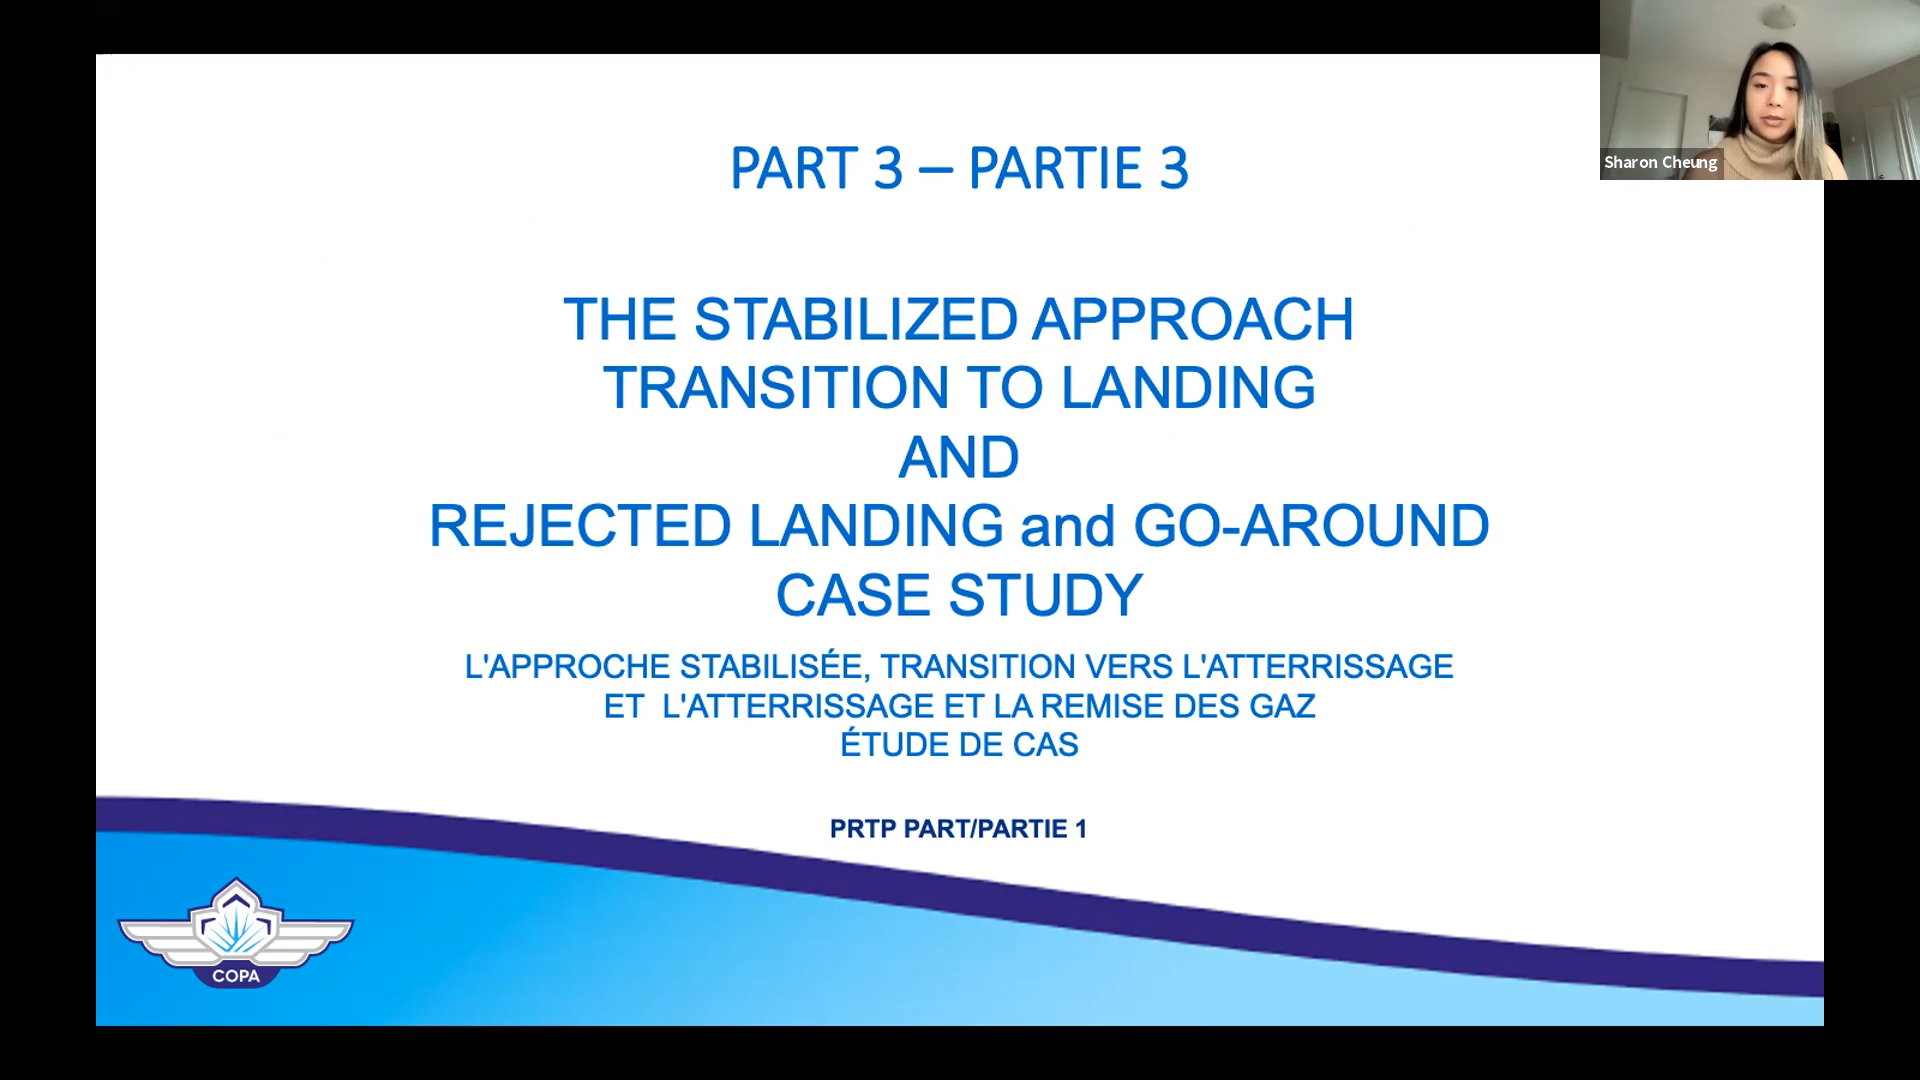 PART 3 – PARTIE 3
Sharon Cheung
THE STABILIZED APPROACH
TRANSITION TO LANDING
AND
REJECTED LANDING and GO-AROUND
CASE STUDY
L'APPROCHE STABILISÉE, TRANSITION VERS L'ATTERRISSAGE
ET L'ATTERRISSAGE ET LA REMISE DES GAZ
ÉTUDE DE CAS
PRTP PART/PARTIE 1
COPA